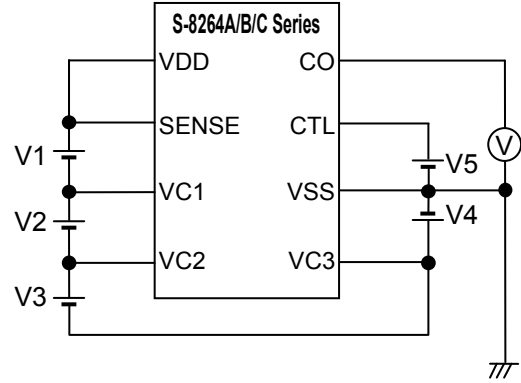 S-8264A/B/C Series
VDD CO
SENSE CTL
V1 V V5
VC1 VSS
V2 V4
VC2 VC3
V3